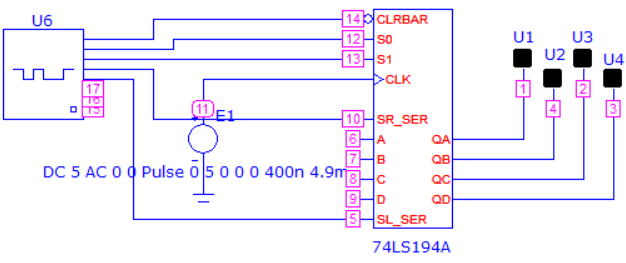 U6
14 CLRBAR
12 S0
13 S1
CLK
17
16
15
11
E1
10 SR_SER
6 A QA
7 B QB
8 C QC
9 D QD
5 SL_SER
DC 5 AC 0 0 Pulse 0 5 0 0 0 400n 4.9m
U1
U2
U3
U4
1
4
2
3
74LS194A